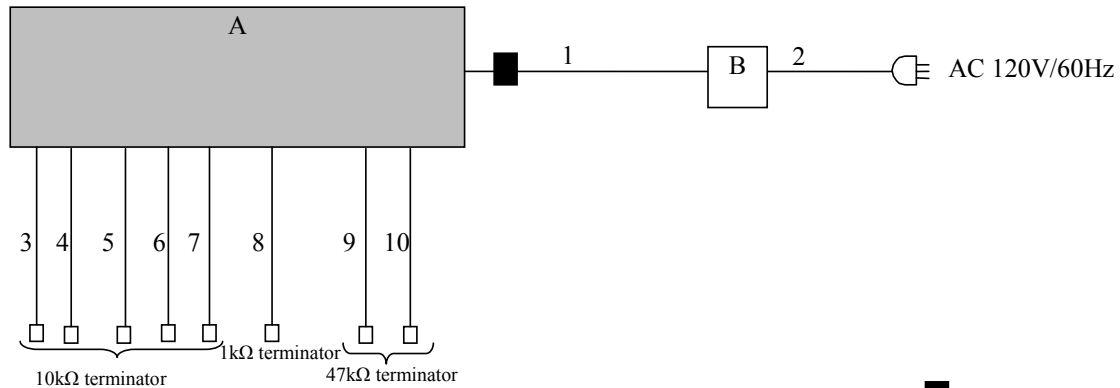 A
1
B
2
AC 120V/60Hz
3 4 5 6 7 8 9 10
1kΩ terminator
10kΩ terminator
47kΩ terminator